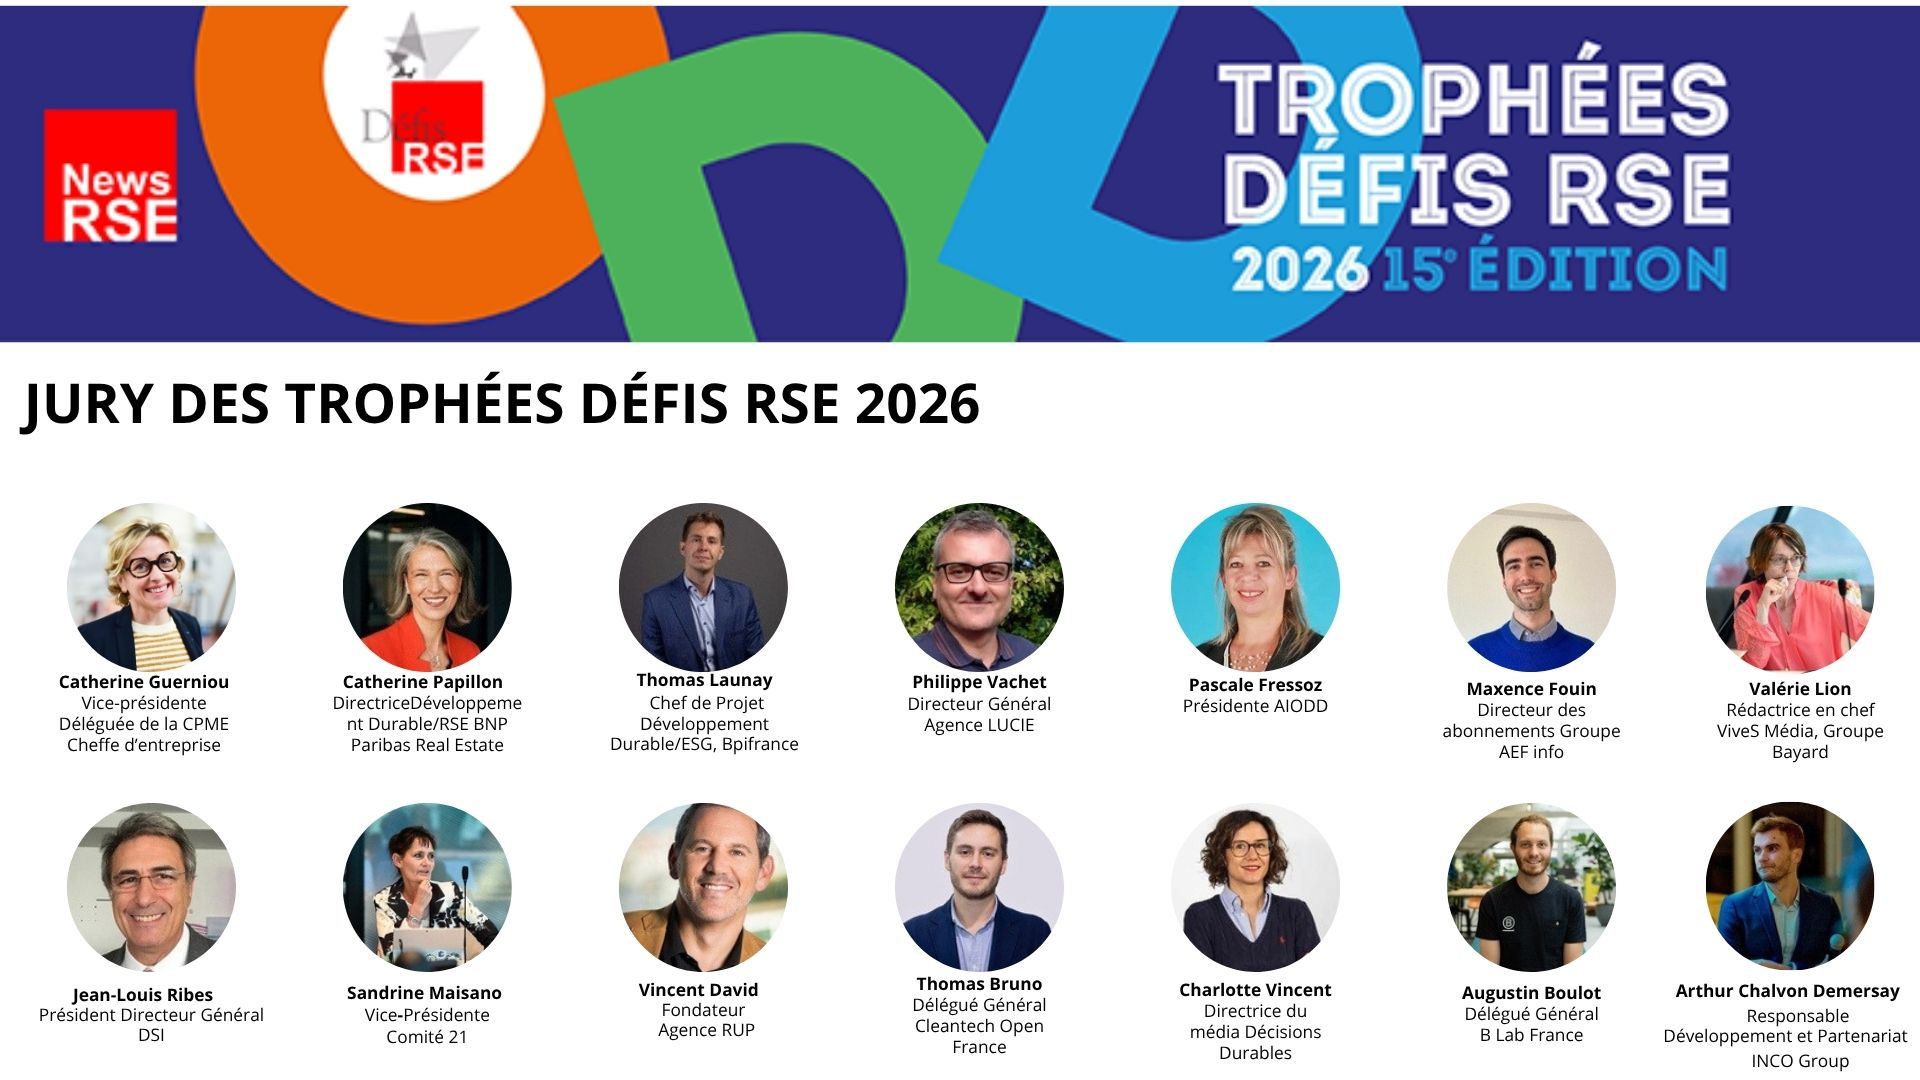 News
RSE
Défis
RSE
TROPHÉES
DÉFIS RSE
2026 15e ÉDITION
JURY DES TROPHÉES DÉFIS RSE 2026
Catherine Guerniou
Vice-présidente
Déléguée de la CPME
Cheffe d’entreprise
Catherine Papillon
DirectriceDéveloppeme
nt Durable/RSE BNP
Paribas Real Estate
Thomas Launay
Chef de Projet
Développement
Durable/ESG, Bpifrance
Philippe Vachet
Directeur Général
Agence LUCIE
Pascale Fressoz
Présidente AIODD
Maxence Fouin
Directeur des
abonnements Groupe
AEF info
Valérie Lion
Rédactrice en chef
ViveS Média, Groupe
Bayard
Jean-Louis Ribes
Président Directeur Général
DSI
Sandrine Maisano
Vice-Présidente
Comité 21
Vincent David
Fondateur
Agence RUP
Thomas Bruno
Délégué Général
Cleantech Open
France
Charlotte Vincent
Directrice du
média Décisions
Durables
Augustin Boulot
Délégué Général
B Lab France
Arthur Chalvon Demersay
Responsable
Développement et Partenariat
INCO Group